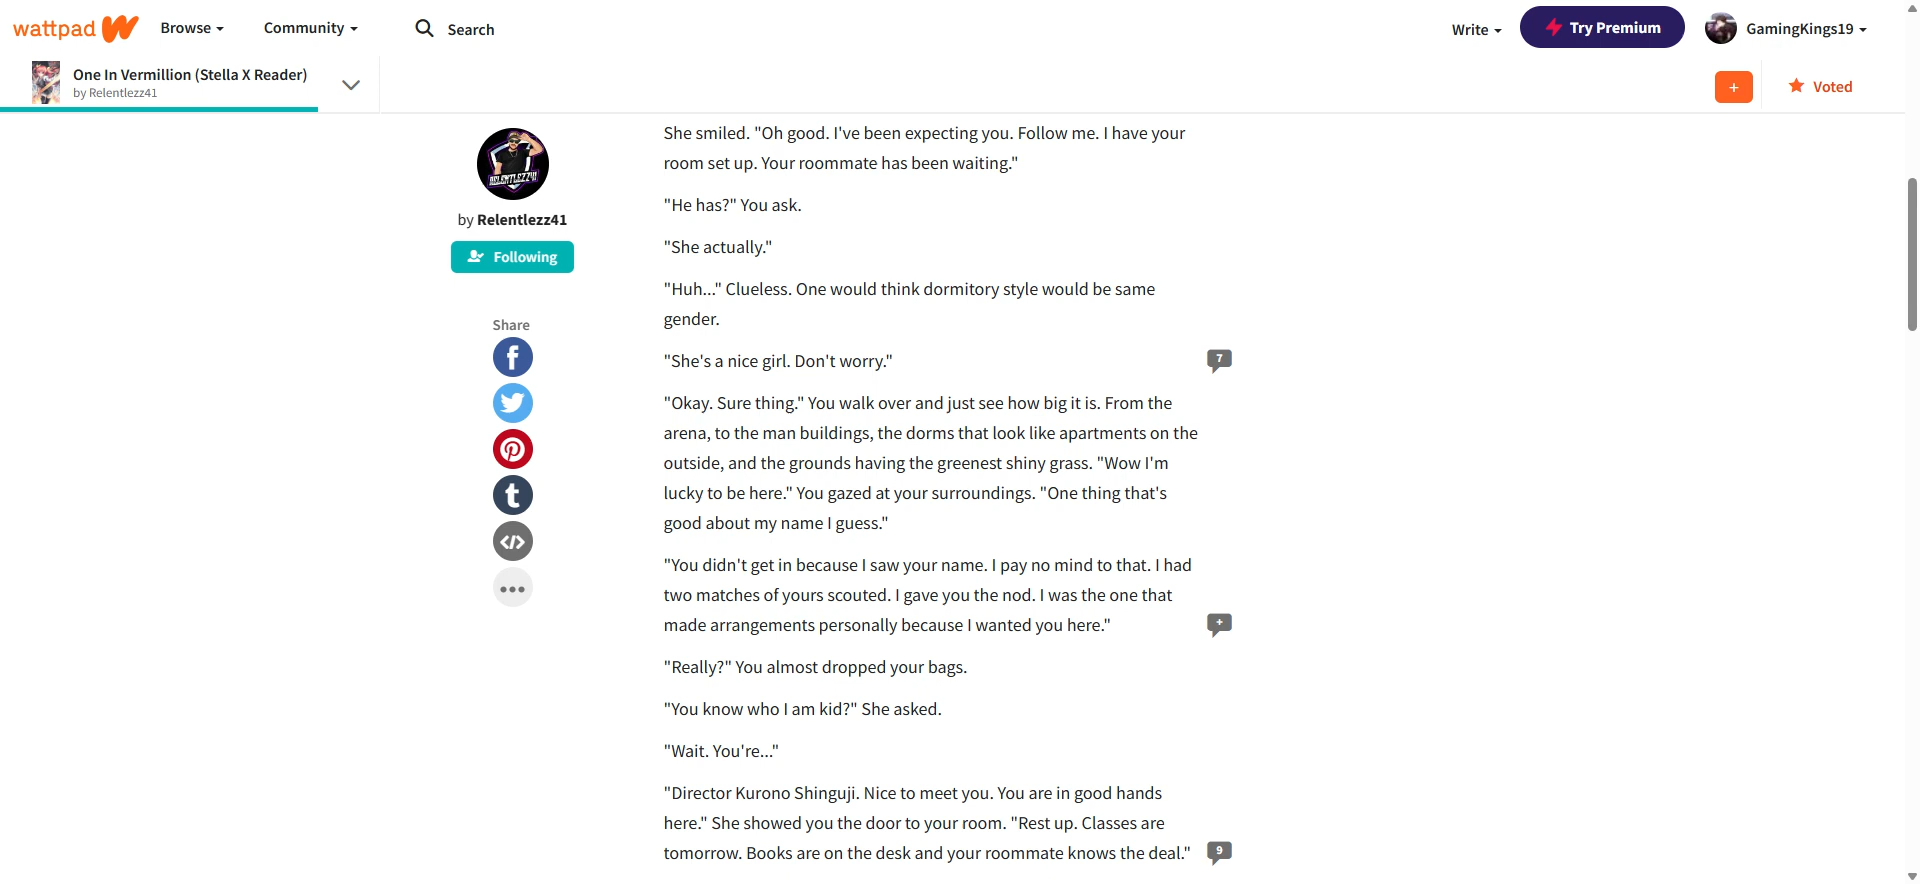 wattpad
Browse
Community
Search
Write
Try Premium
GamingKings19
One In Vermillion (Stella X Reader)
by Relentlezz41
+
Voted
RELENTLEZZ41
by Relentlezz41
Following
Share
She smiled. "Oh good. I've been expecting you. Follow me. I have your
room set up. Your roommate has been waiting."
"He has?" You ask.
"She actually."
"Huh..." Clueless. One would think dormitory style would be same
gender.
"She's a nice girl. Don't worry."
7
"Okay. Sure thing." You walk over and just see how big it is. From the
arena, to the man buildings, the dorms that look like apartments on the
outside, and the grounds having the greenest shiny grass. "Wow I'm
lucky to be here." You gazed at your surroundings. "One thing that's
good about my name I guess."
"You didn't get in because I saw your name. I pay no mind to that. I had
two matches of yours scouted. I gave you the nod. I was the one that
made arrangements personally because I wanted you here."
+
"Really?" You almost dropped your bags.
"You know who I am kid?" She asked.
"Wait. You're..."
"Director Kurono Shinguji. Nice to meet you. You are in good hands
here." She showed you the door to your room. "Rest up. Classes are
tomorrow. Books are on the desk and your roommate knows the deal."
9